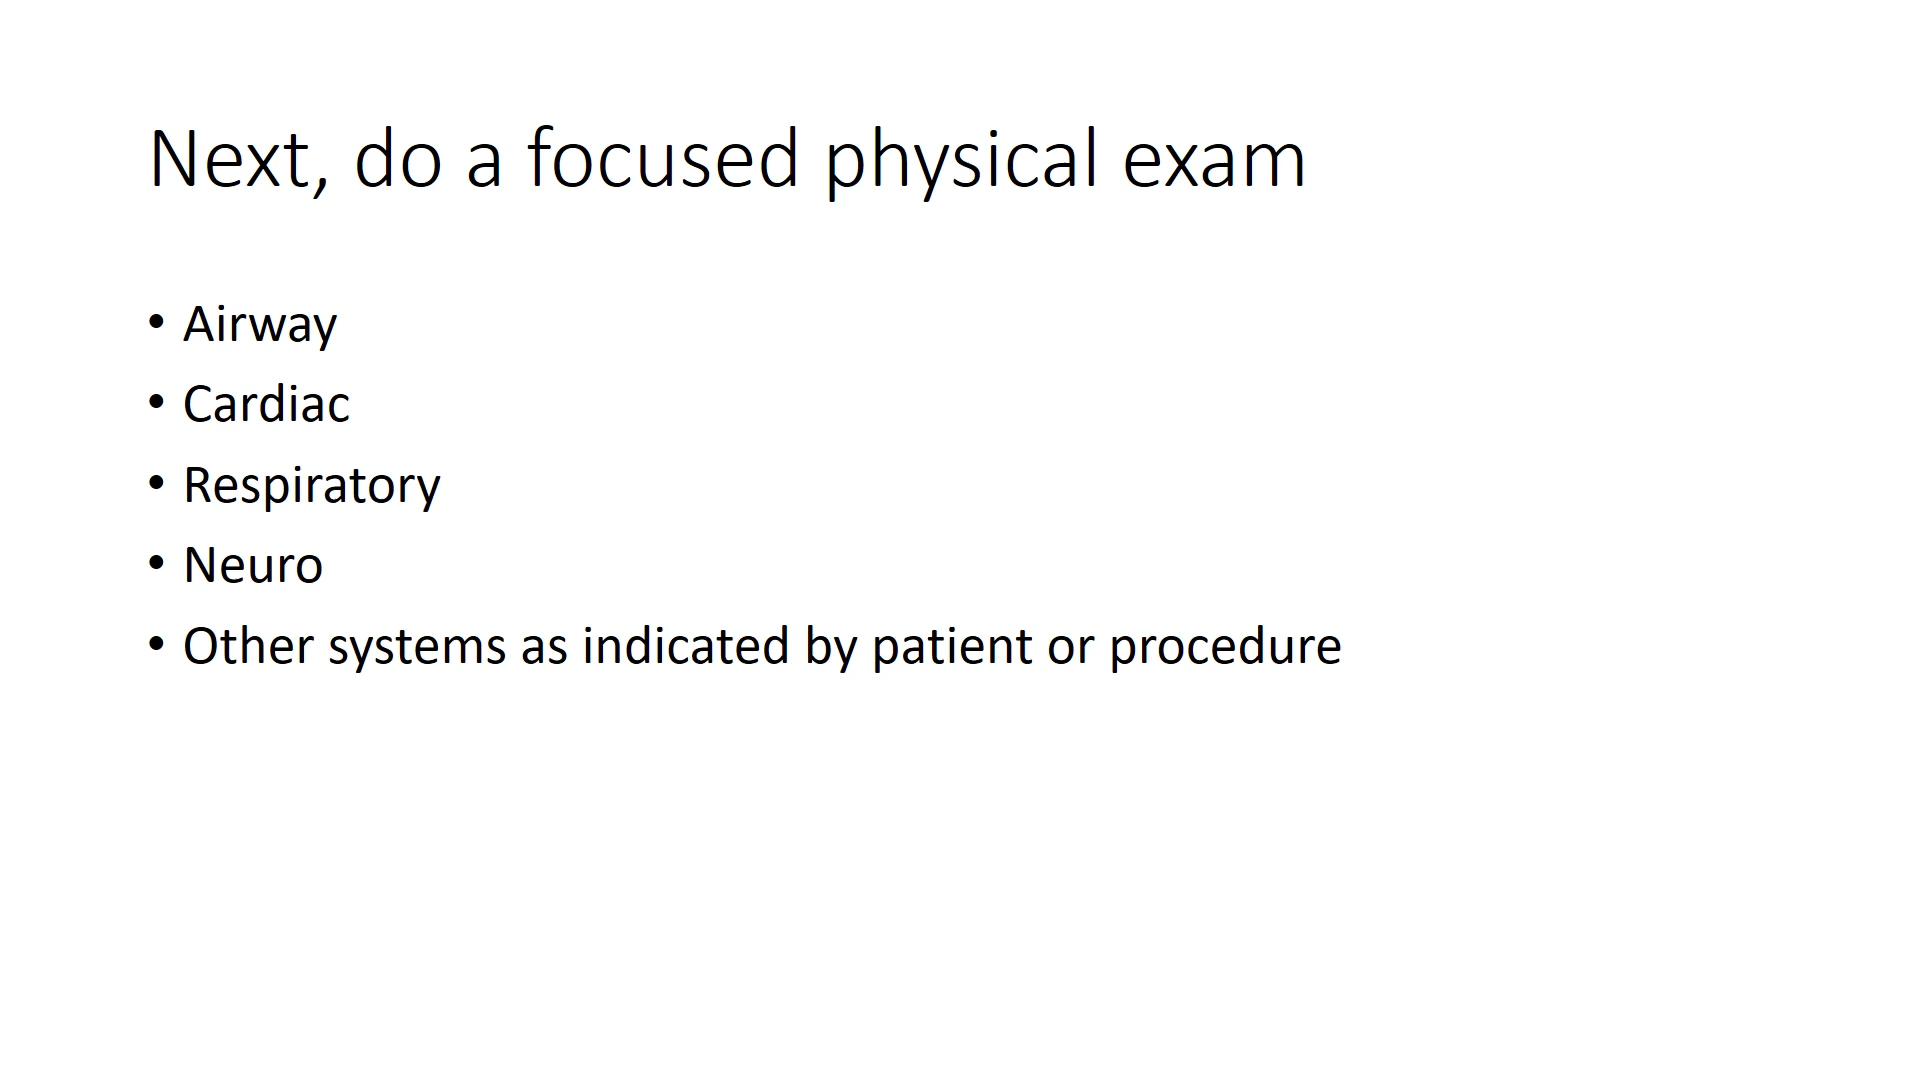 Next, do a focused physical exam
• Airway
• Cardiac
• Respiratory
• Neuro
• Other systems as indicated by patient or procedure